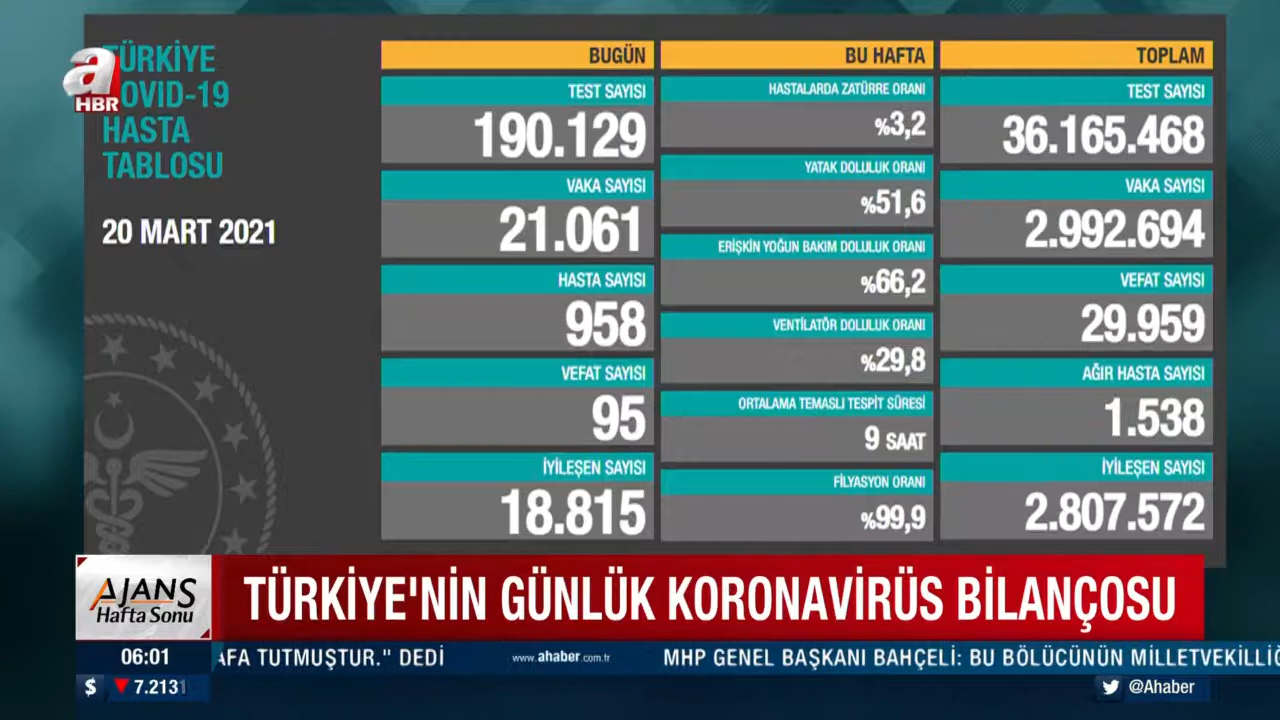 TÜRKİYE
COVID-19
HASTA
TABLOSU
20 MART 2021
a
HBR
BUGÜN
TEST SAYISI
190.129
VAKA SAYISI
21.061
HASTA SAYISI
958
VEFAT SAYISI
95
İYİLEŞEN SAYISI
18.815
BU HAFTA
HASTALARDA ZATÜRRE ORANI
%3,2
YATAK DOLULUK ORANI
%51,6
ERİŞKİN YOĞUN BAKIM DOLULUK ORANI
%66,2
VENTİLATÖR DOLULUK ORANI
%29,8
ORTALAMA TEMASLI TESPİT SÜRESİ
9 SAAT
FİLYASYON ORANI
%99,9
TOPLAM
TEST SAYISI
36.165.468
VAKA SAYISI
2.992.694
VEFAT SAYISI
29.959
AĞIR HASTA SAYISI
1.538
İYİLEŞEN SAYISI
2.807.572
AJANS
Hafta Sonu
TÜRKİYE'NİN GÜNLÜK KORONAVİRÜS BİLANÇOSU
06:01
AFA TUTMUŞTUR." DEDİ www.ahaber.com.tr MHP GENEL BAŞKANI BAHÇELİ: BU BÖLÜCÜNÜN MİLLETVEKİLLİĞ
$ 7.2131
@Ahaber